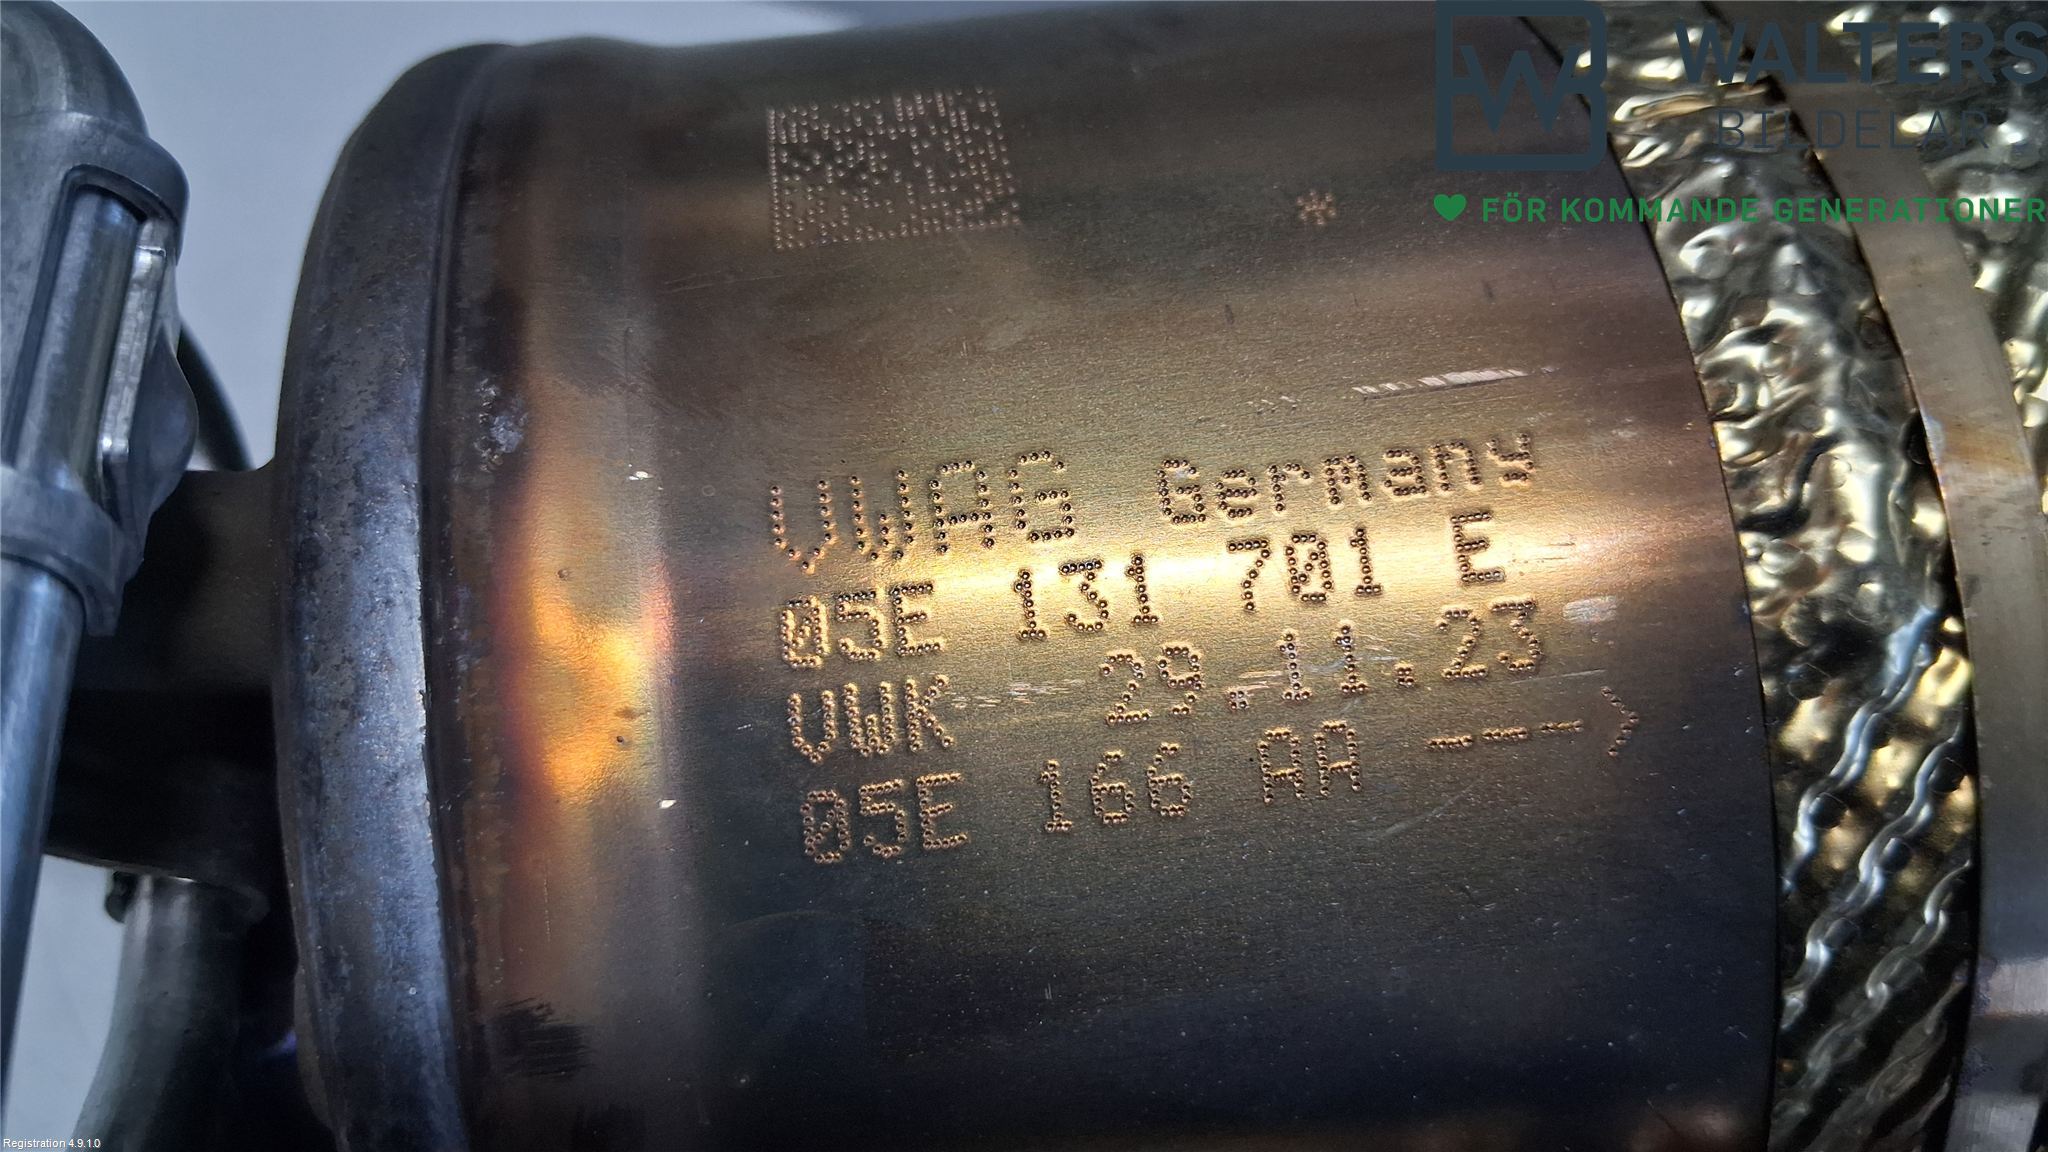 WALTERS
BILDELAR
FÖR KOMMANDE GENERATIONER
VWAG Germany
05E 131 701 E
VWK 29.11.23
05E 166 AA --->
Registration 4.9.1.0